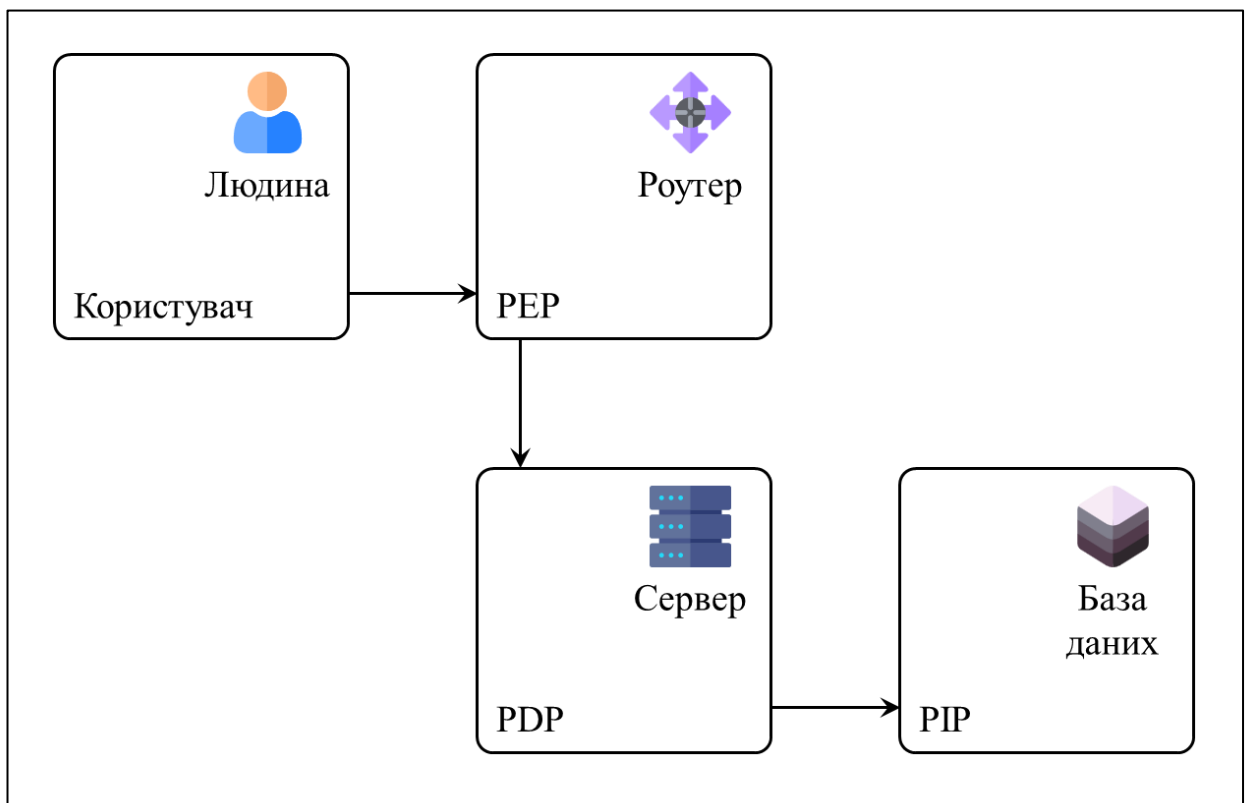 Людина
Користувач
Роутер
PEP
Сервер
PDP
База
даних
PIP